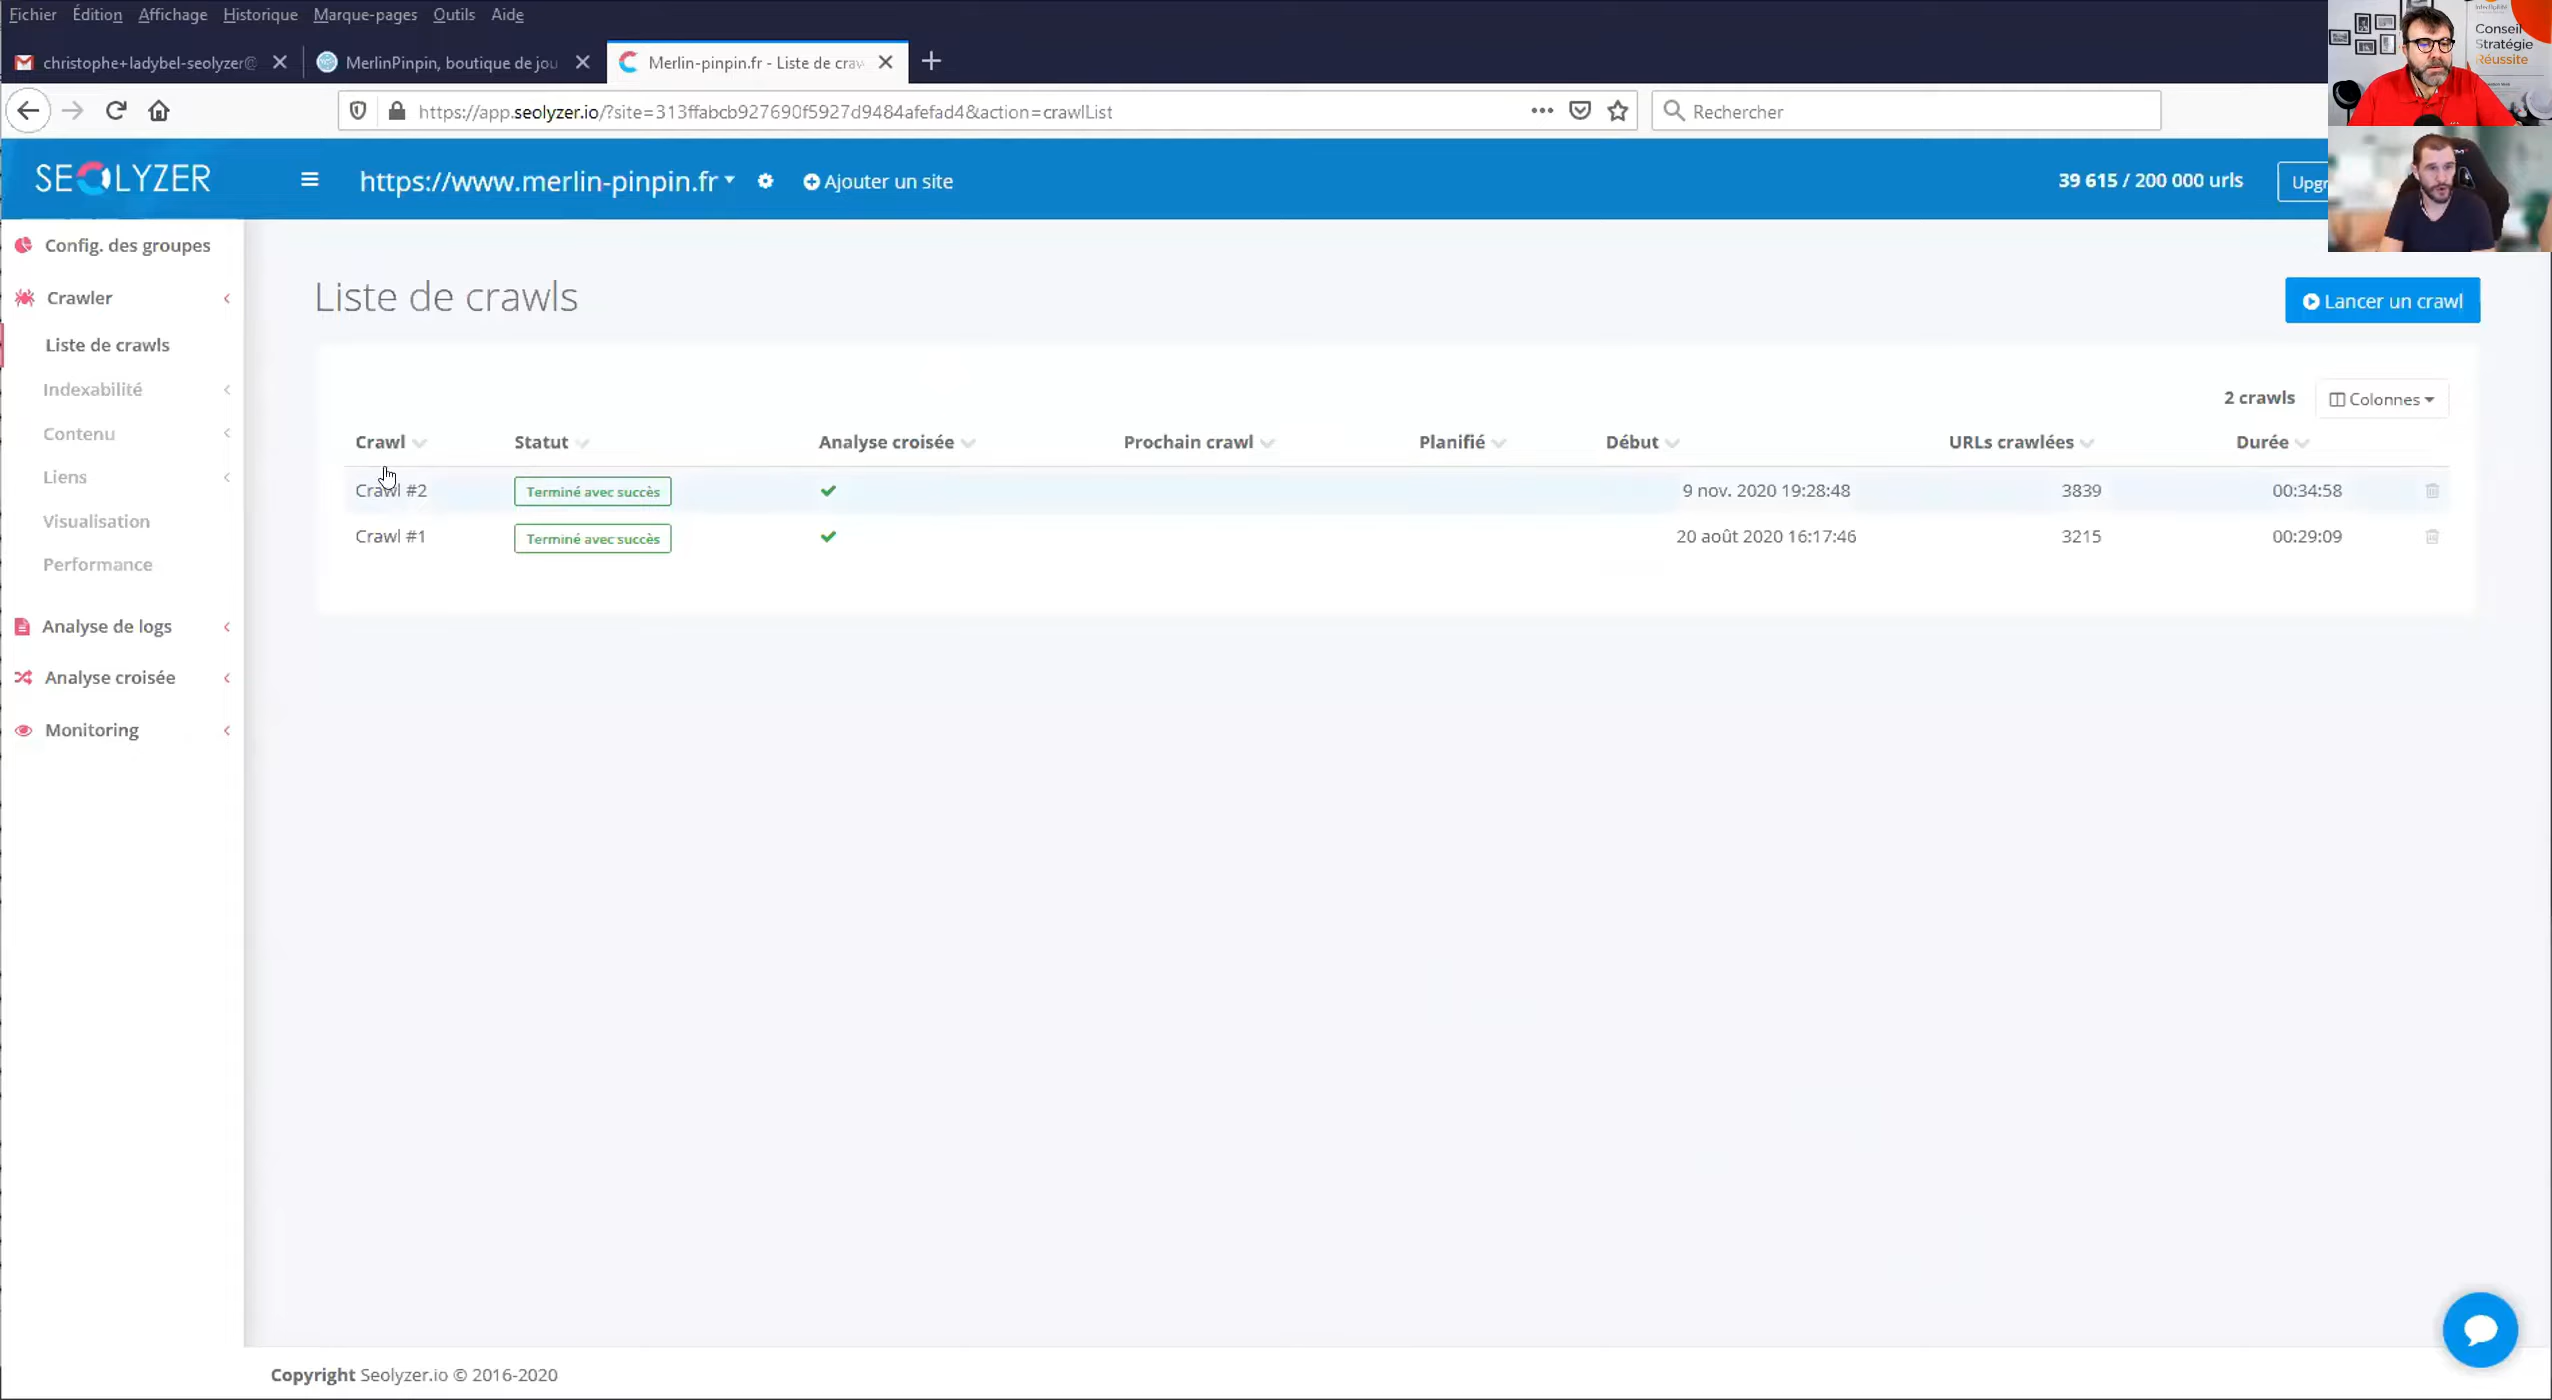 Fichier Édition Affichage Historique Marque-pages Outils Aide
christophe+ladybel-seolyzer@
MerlinPinpin, boutique de jou
Merlin-pinpin.fr - Liste de craw
https://app.seolyzer.io/?site=313ffabcb927690f5927d9484afefad4&action=crawlList
Rechercher
SEOLYZER
https://www.merlin-pinpin.fr
Ajouter un site
39 615 / 200 000 urls
Upgr
Conseil
Stratégie
Réussite
Config. des groupes
Crawler
Liste de crawls
Indexabilité
Contenu
Liens
Visualisation
Performance
Analyse de logs
Analyse croisée
Monitoring
Liste de crawls
Lancer un crawl
2 crawls
Colonnes
Crawl Statut Analyse croisée Prochain crawl Planifié Début URLs crawlées Durée
Crawl #2 Terminé avec succès 9 nov. 2020 19:28:48 3839 00:34:58
Crawl #1 Terminé avec succès 20 août 2020 16:17:46 3215 00:29:09
Copyright Seolyzer.io © 2016-2020